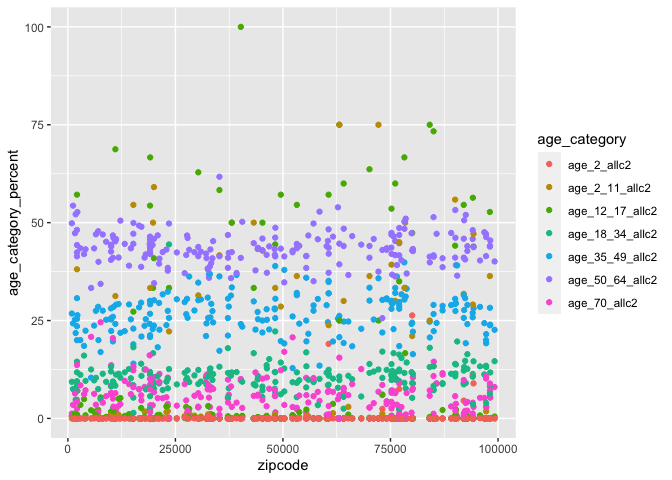 100
75
50
25
0
age_category_percent
0
25000
50000
75000
100000
zipcode
age_category
age_2_allc2
age_2_11_allc2
age_12_17_allc2
age_18_34_allc2
age_35_49_allc2
age_50_64_allc2
age_70_allc2